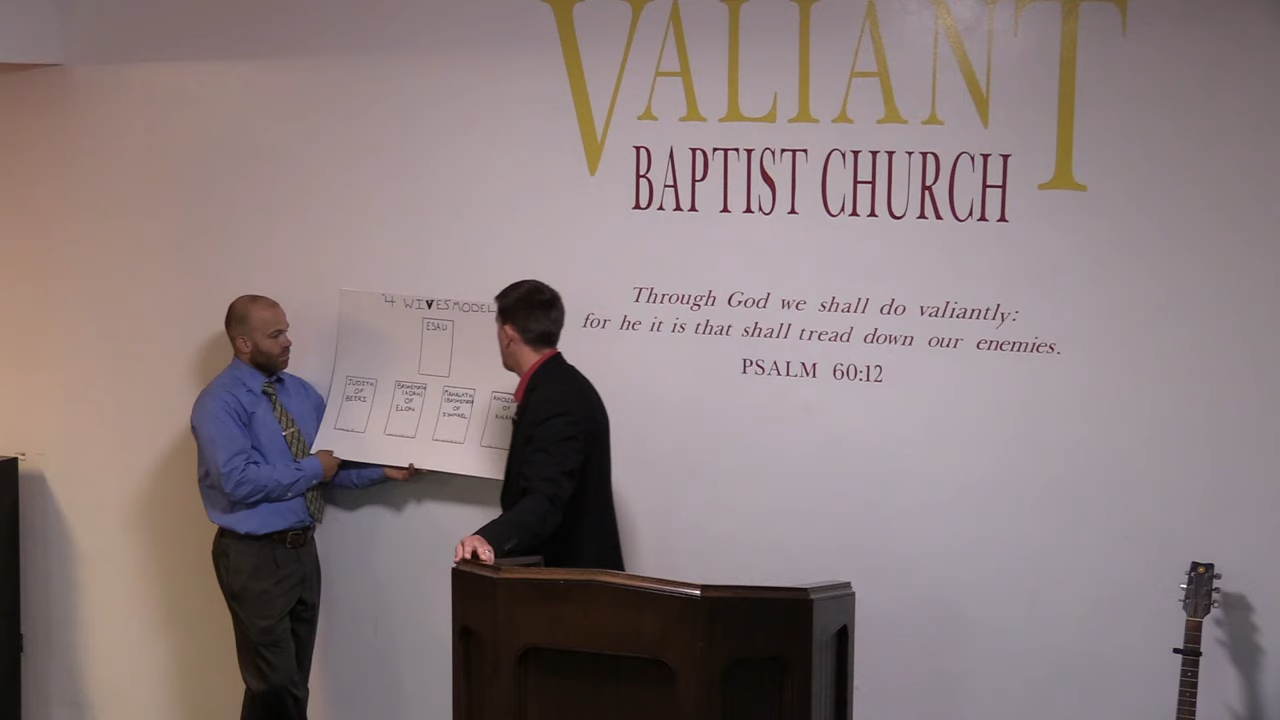 VALIANT
BAPTIST CHURCH
Through God we shall do valiantly:
for he it is that shall tread down our enemies.
PSALM 60:12
4 WIVES MODEL
ESAU
JUDITH
OF
BEERI
BASHEMATH
(ADAH)
OF
ELON
MAHALATH
(BASHEMATH)
OF
ISHMAEL
OF